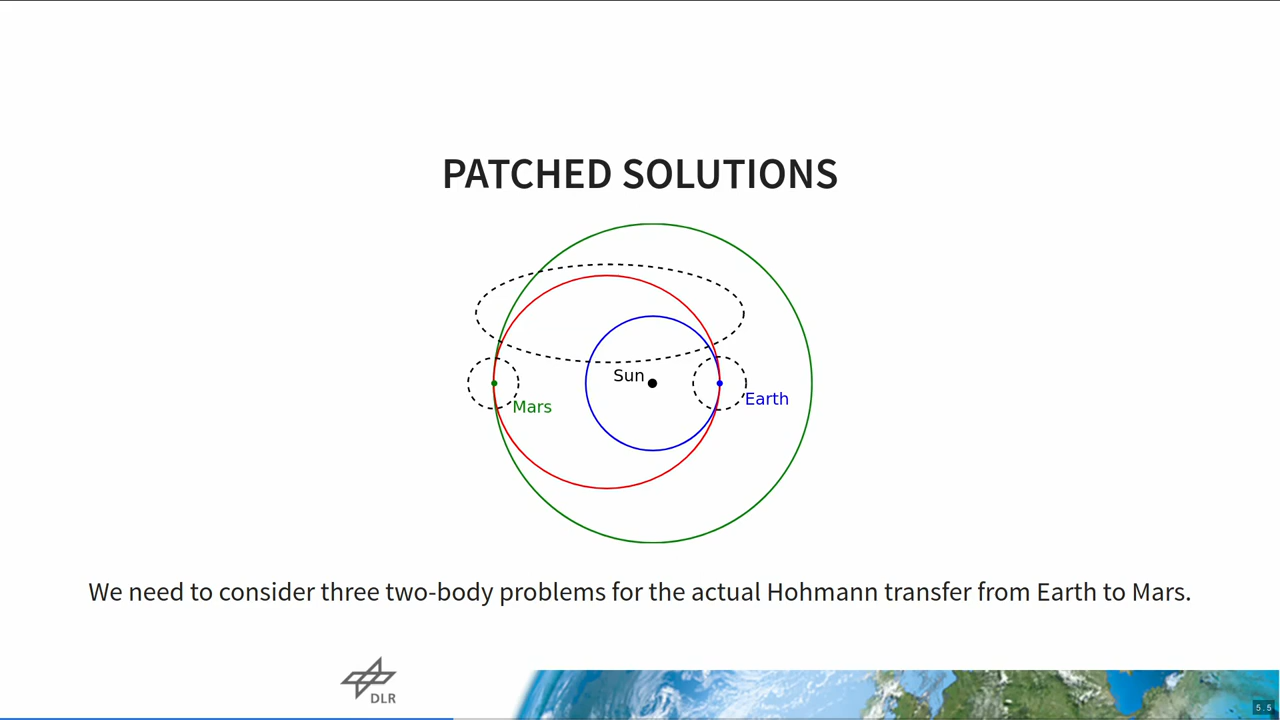 PATCHED SOLUTIONS
Sun
Mars
Earth
We need to consider three two-body problems for the actual Hohmann transfer from Earth to Mars.
DLR
5.5